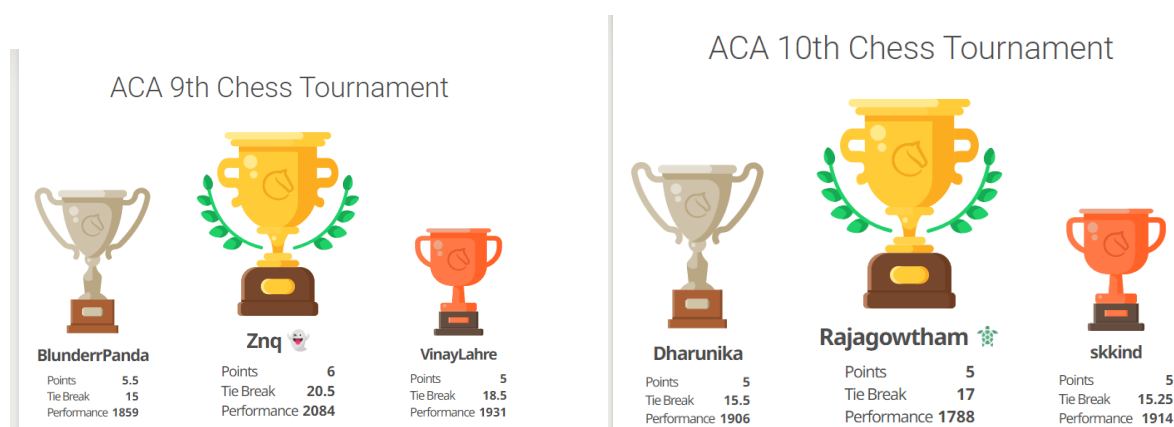 ACA 9th Chess Tournament
BlunderrPanda
Points 5.5
Tie Break 15
Performance 1859
Znq
Points 6
Tie Break 20.5
Performance 2084
VinayLahre
Points 5
Tie Break 18.5
Performance 1931
ACA 10th Chess Tournament
Dharunika
Points 5
Tie Break 15.5
Performance 1906
Rajagowtham
Points 5
Tie Break 17
Performance 1788
skkind
Points 5
Tie Break 15.25
Performance 1914